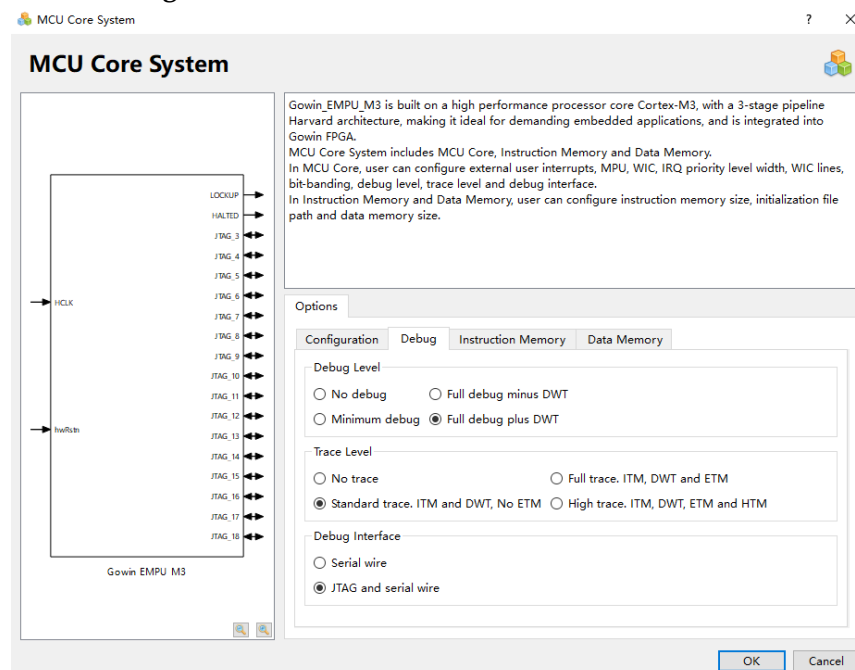 MCU Core System
?
MCU Core System
Gowin_EMPU_M3 is built on a high performance processor core Cortex-M3, with a 3-stage pipeline
Harvard architecture, making it ideal for demanding embedded applications, and is integrated into
Gowin FPGA.
MCU Core System includes MCU Core, Instruction Memory and Data Memory.
In MCU Core, user can configure external user interrupts, MPU, WIC, IRQ priority level width, WIC lines,
bit-banding, debug level, trace level and debug interface.
In Instruction Memory and Data Memory, user can configure instruction memory size, initialization file
path and data memory size.
LOCKUP
HALTED
JTAG_3
JTAG_4
JTAG_5
JTAG_6
HCLK
JTAG_7
JTAG_8
JTAG_9
JTAG_10
JTAG_11
JTAG_12
hwRstn
JTAG_13
JTAG_14
JTAG_15
JTAG_16
JTAG_17
JTAG_18
Gowin EMPU M3
Options
Configuration Debug Instruction Memory Data Memory
Debug Level
No debug Full debug minus DWT
Minimum debug Full debug plus DWT
Trace Level
No trace Full trace. ITM, DWT and ETM
Standard trace. ITM and DWT, No ETM High trace. ITM, DWT, ETM and HTM
Debug Interface
Serial wire
JTAG and serial wire
OK Cancel